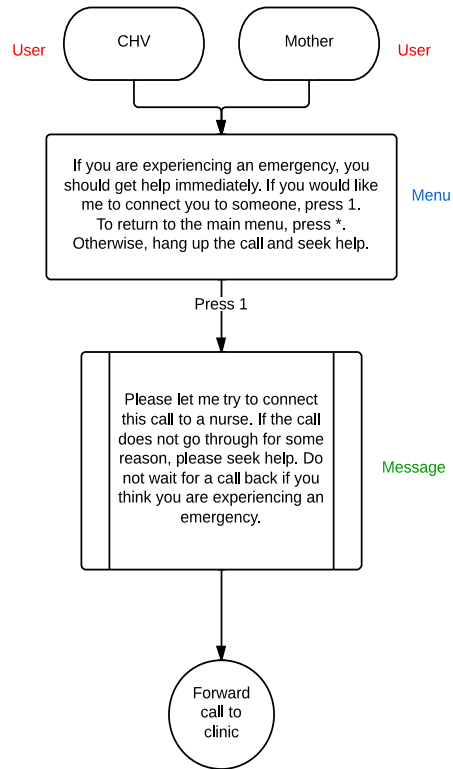 User
CHV
Mother
User
If you are experiencing an emergency, you
should get help immediately. If you would like
me to connect you to someone, press 1.
To return to the main menu, press *.
Otherwise, hang up the call and seek help.
Menu
Press 1
Please let me try to connect
this call to a nurse. If the call
does not go through for some
reason, please seek help. Do
not wait for a call back if you
think you are experiencing an
emergency.
Message
Forward
call to
clinic